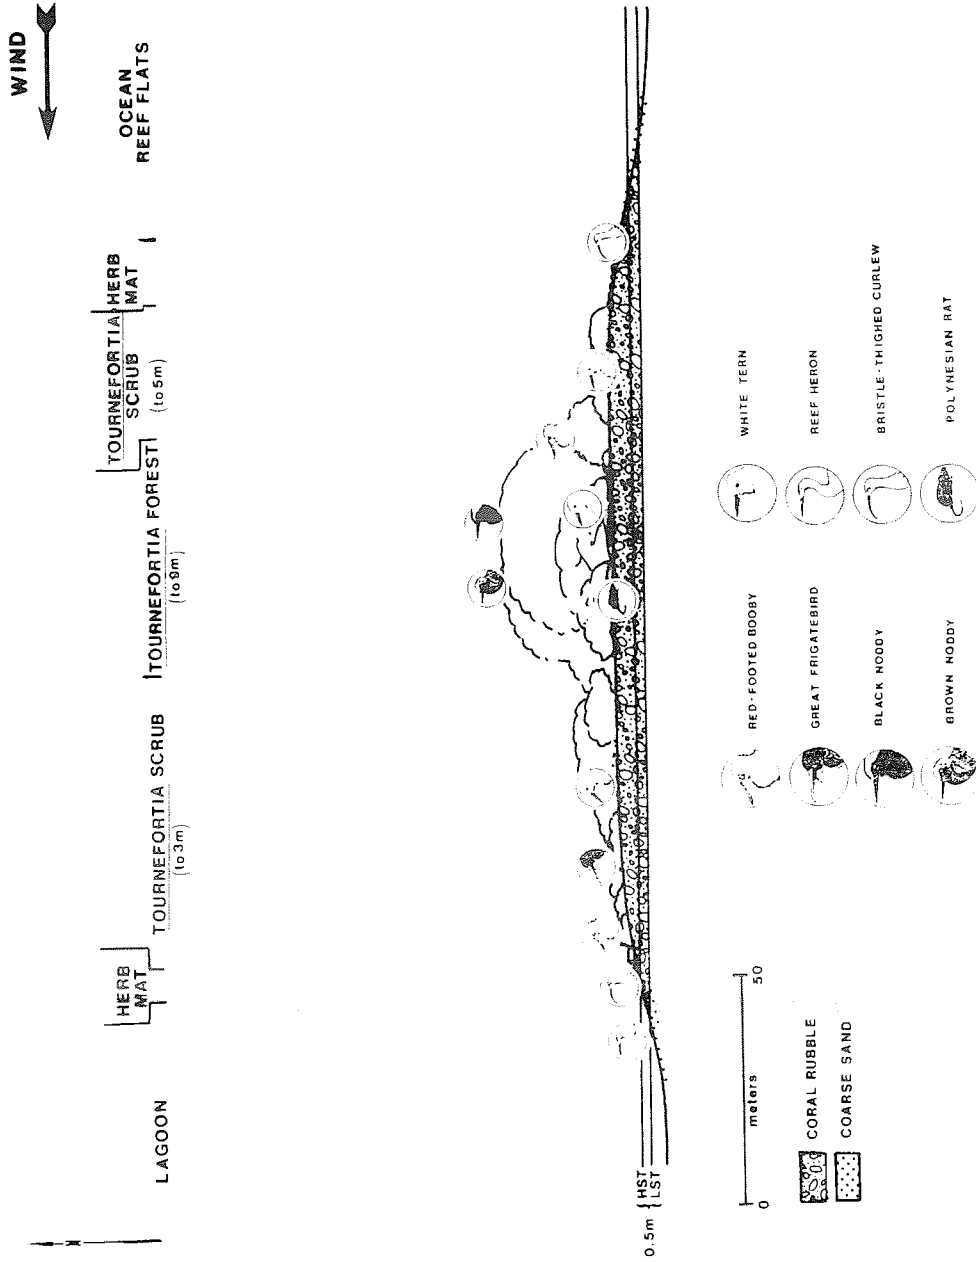 WIND
LAGOON
HERB
MAT
TOURNEFORTIA SCRUB
(to 3m)
TOURNEFORTIA FOREST
(to 9m)
TOURNEFORTIA
SCRUB
(to 5m)
HERB
MAT
OCEAN
REEF FLATS
N
0.5m
HST
LST
0
meters
50
CORAL RUBBLE
COARSE SAND
RED-FOOTED BOOBY
GREAT FRIGATEBIRD
BLACK NODDY
BROWN NODDY
WHITE TERN
REEF HERON
BRISTLE-THIGHED CURLEW
POLYNESIAN RAT